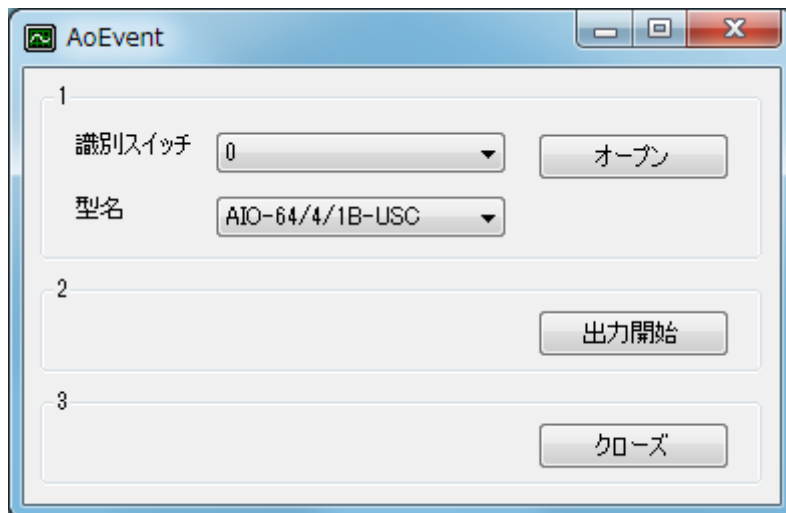 AoEvent
1
識別スイッチ 0 オープン
型名 AIO-64/4/1B-USC
2
出力開始
3
クローズ